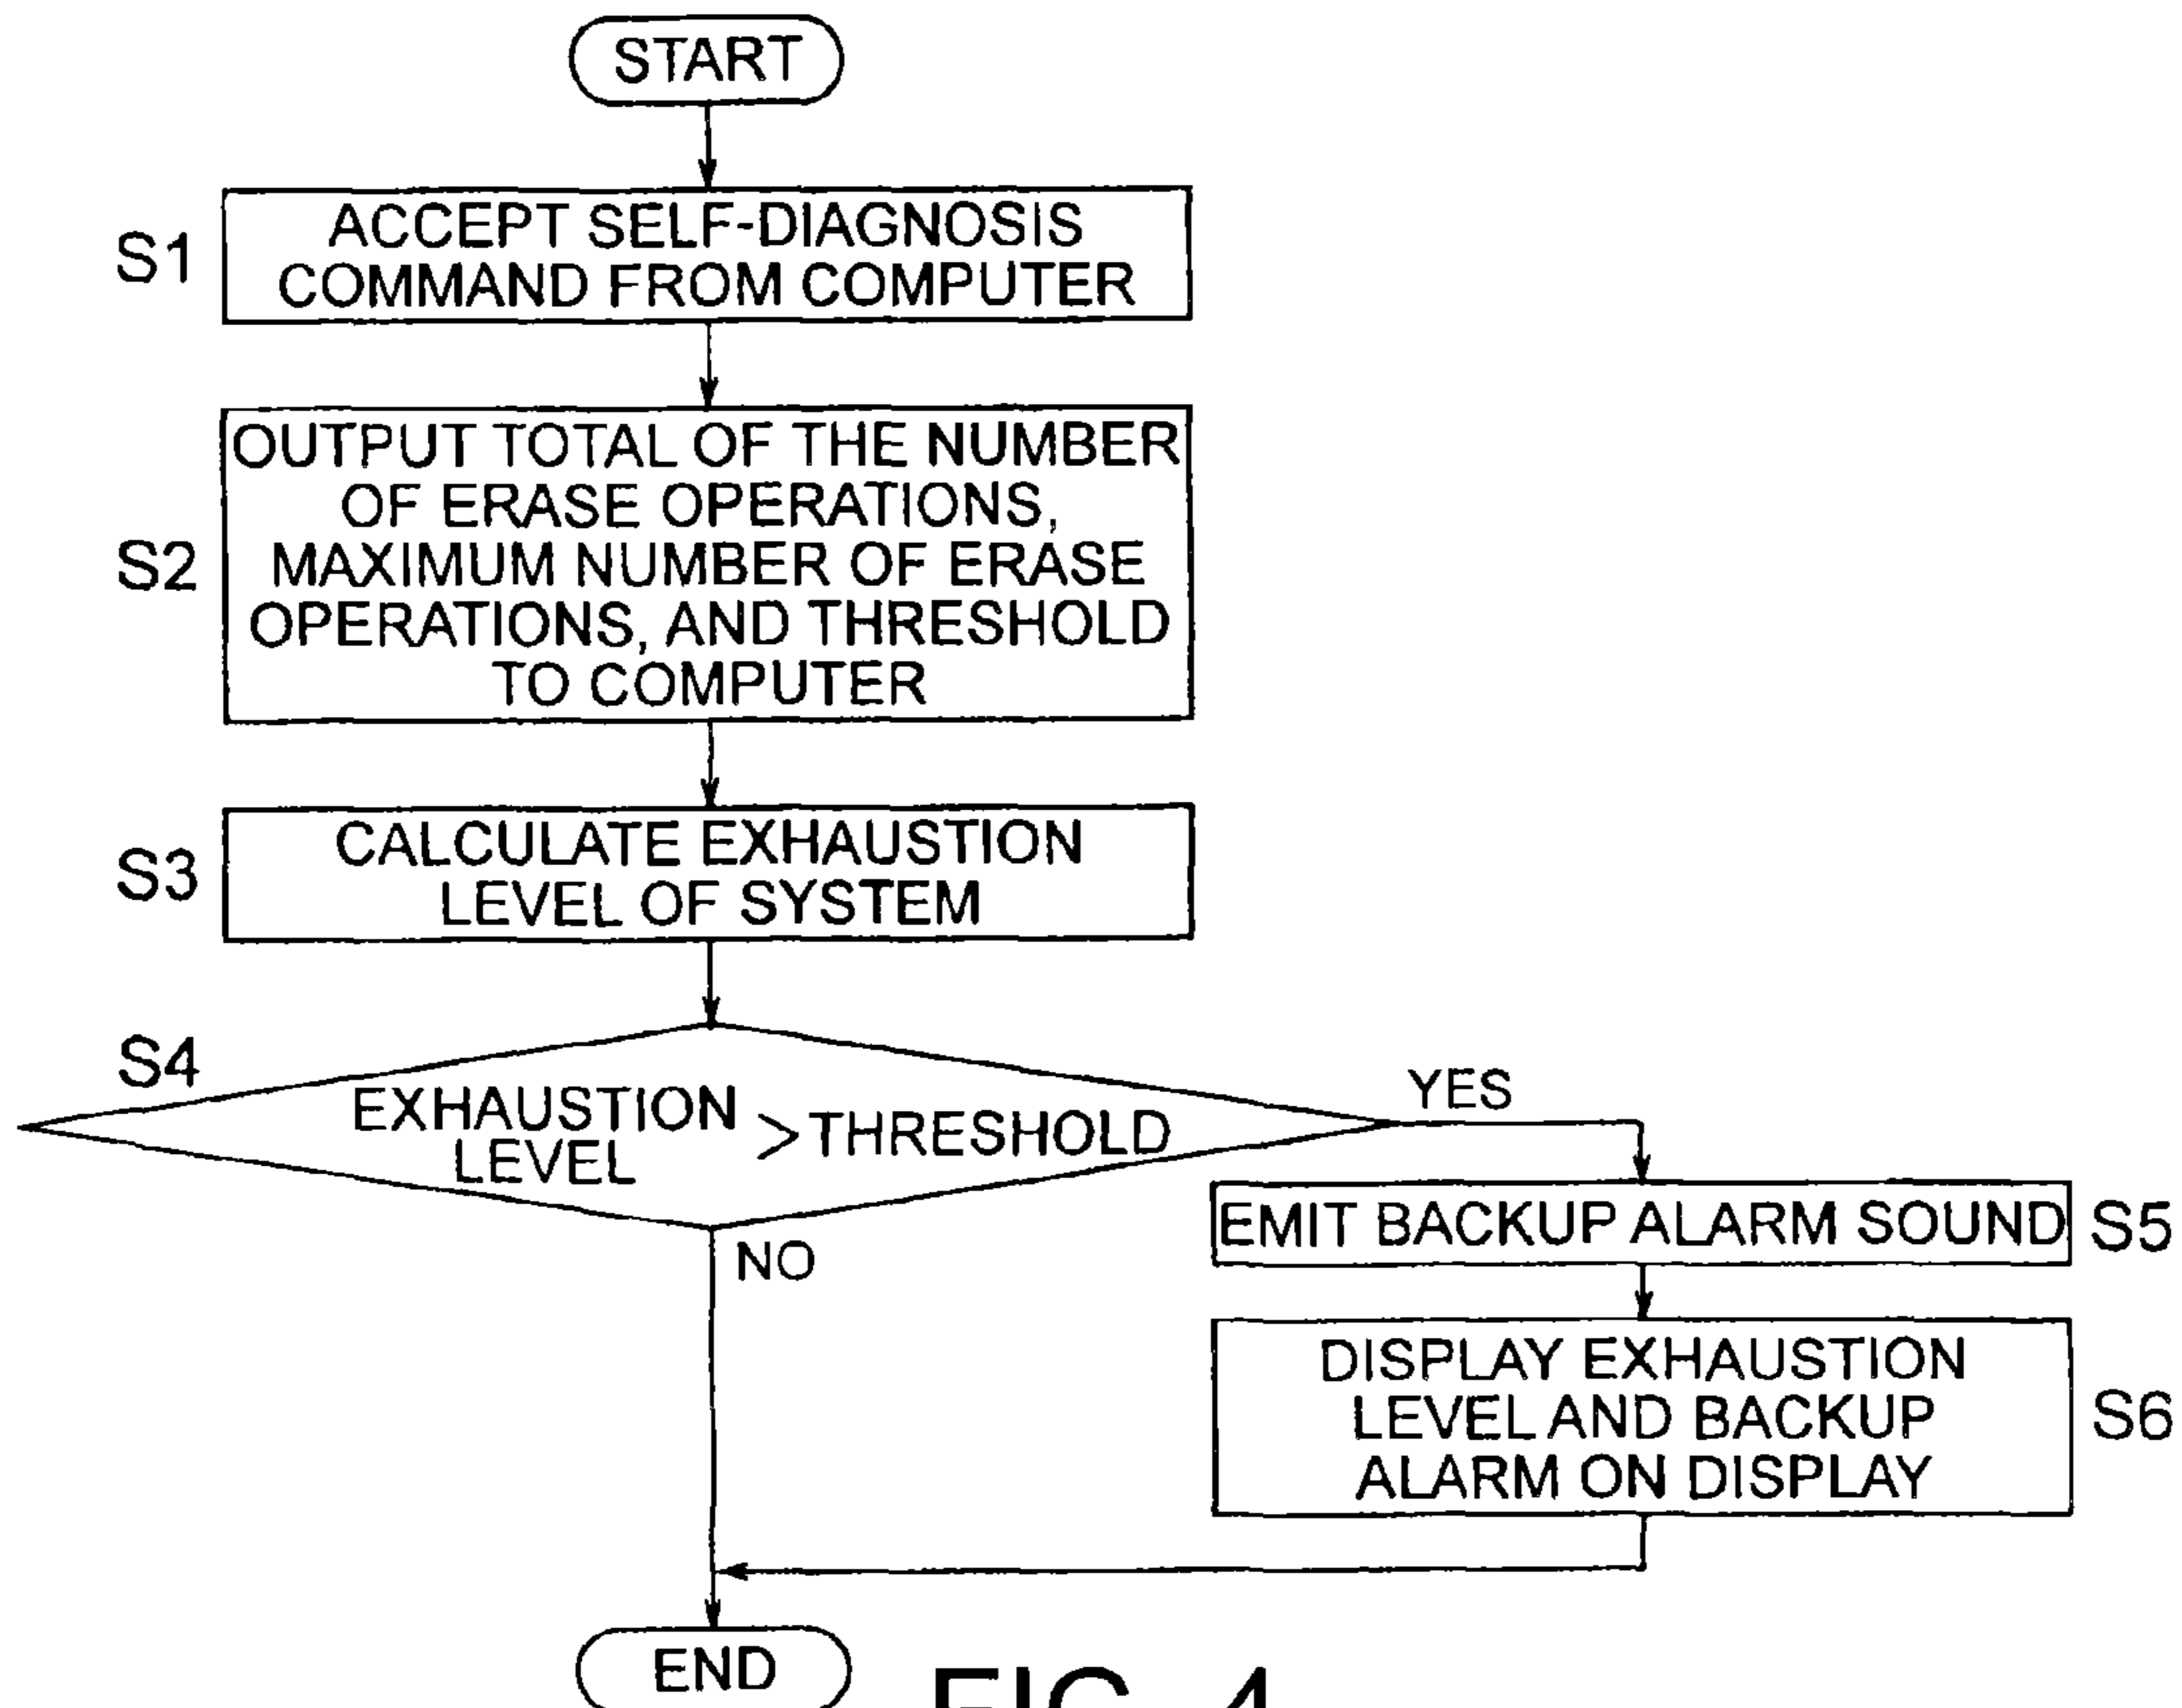 START
S1
ACCEPT SELF-DIAGNOSIS
COMMAND FROM COMPUTER
S2
OUTPUT TOTAL OF THE NUMBER
OF ERASE OPERATIONS,
MAXIMUM NUMBER OF ERASE
OPERATIONS, AND THRESHOLD
TO COMPUTER
S3
CALCULATE EXHAUSTION
LEVEL OF SYSTEM
S4
EXHAUSTION
LEVEL
>THRESHOLD
YES
NO
EMIT BACKUP ALARM SOUND
S5
DISPLAY EXHAUSTION
LEVEL AND BACKUP
ALARM ON DISPLAY
S6
END
FIG. 4